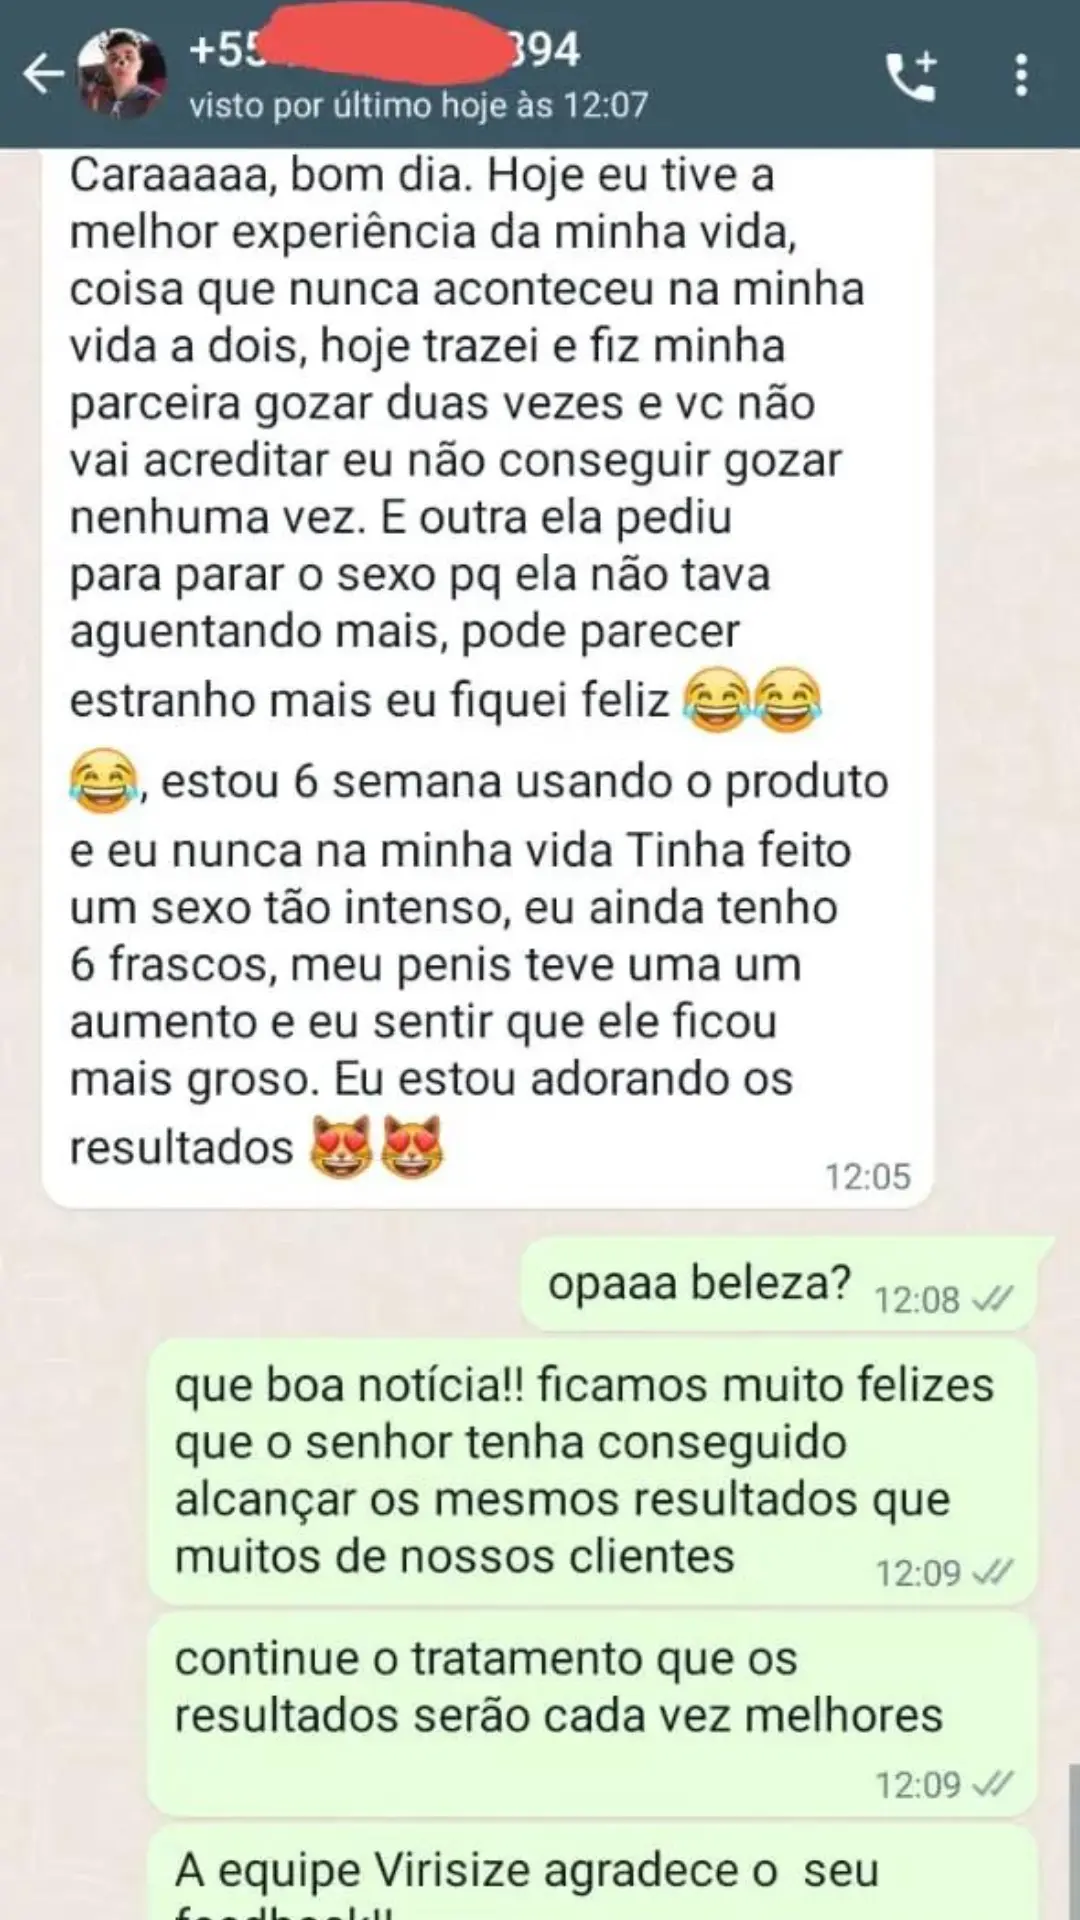 +55 394
visto por último hoje às 12:07
Caraaaaa, bom dia. Hoje eu tive a
melhor experiência da minha vida,
coisa que nunca aconteceu na minha
vida a dois, hoje trazei e fiz minha
parceira gozar duas vezes e vc não
vai acreditar eu não conseguir gozar
nenhuma vez. E outra ela pediu
para parar o sexo pq ela não tava
aguentando mais, pode parecer
estranho mais eu fiquei feliz 😂😂
😂, estou 6 semana usando o produto
e eu nunca na minha vida Tinha feito
um sexo tão intenso, eu ainda tenho
6 frascos, meu penis teve uma um
aumento e eu sentir que ele ficou
mais groso. Eu estou adorando os
resultados 😻😻
12:05
opaaa beleza? 12:08
que boa notícia!! ficamos muito felizes
que o senhor tenha conseguido
alcançar os mesmos resultados que
muitos de nossos clientes 12:09
continue o tratamento que os
resultados serão cada vez melhores
12:09
A equipe Virisize agradece o seu
feedback!!